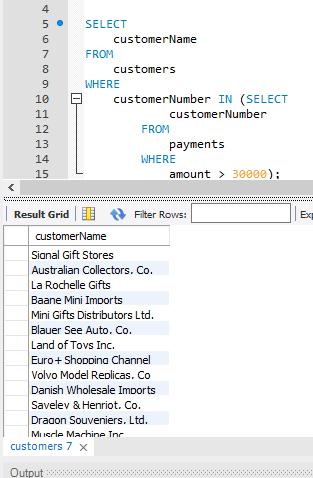 4
5 SELECT
6 customerName
7 FROM
8 customers
9 WHERE
10 customerNumber IN (SELECT
11 customerNumber
12 FROM
13 payments
14 WHERE
15 amount > 30000);
Result Grid Filter Rows: Exp
customerName
Signal Gift Stores
Australian Collectors, Co.
La Rochelle Gifts
Baane Mini Imports
Mini Gifts Distributors Ltd.
Blauer See Auto, Co.
Land of Toys Inc.
Euro+ Shopping Channel
Volvo Model Replicas, Co
Danish Wholesale Imports
Saveley & Henriot, Co.
Dragon Souveniers, Ltd.
Muscle Machine Inc
customers 7
Output